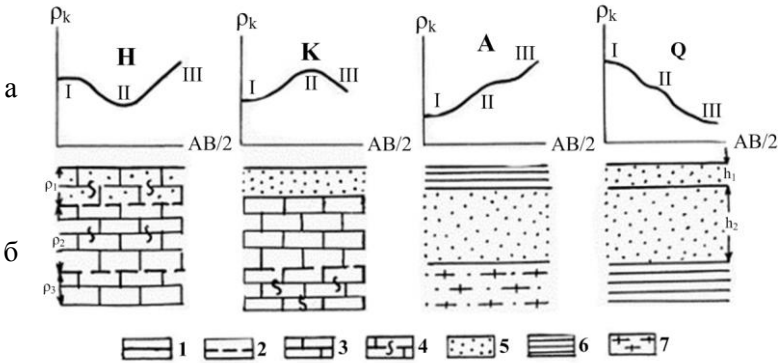 ρk ρk ρk ρk
а
H K A Q
I II III I II III I II III I II III
AB/2 AB/2 AB/2 AB/2
б
ρ1 h1
ρ2 h2
ρ3
1 2 3 4 5 6 7